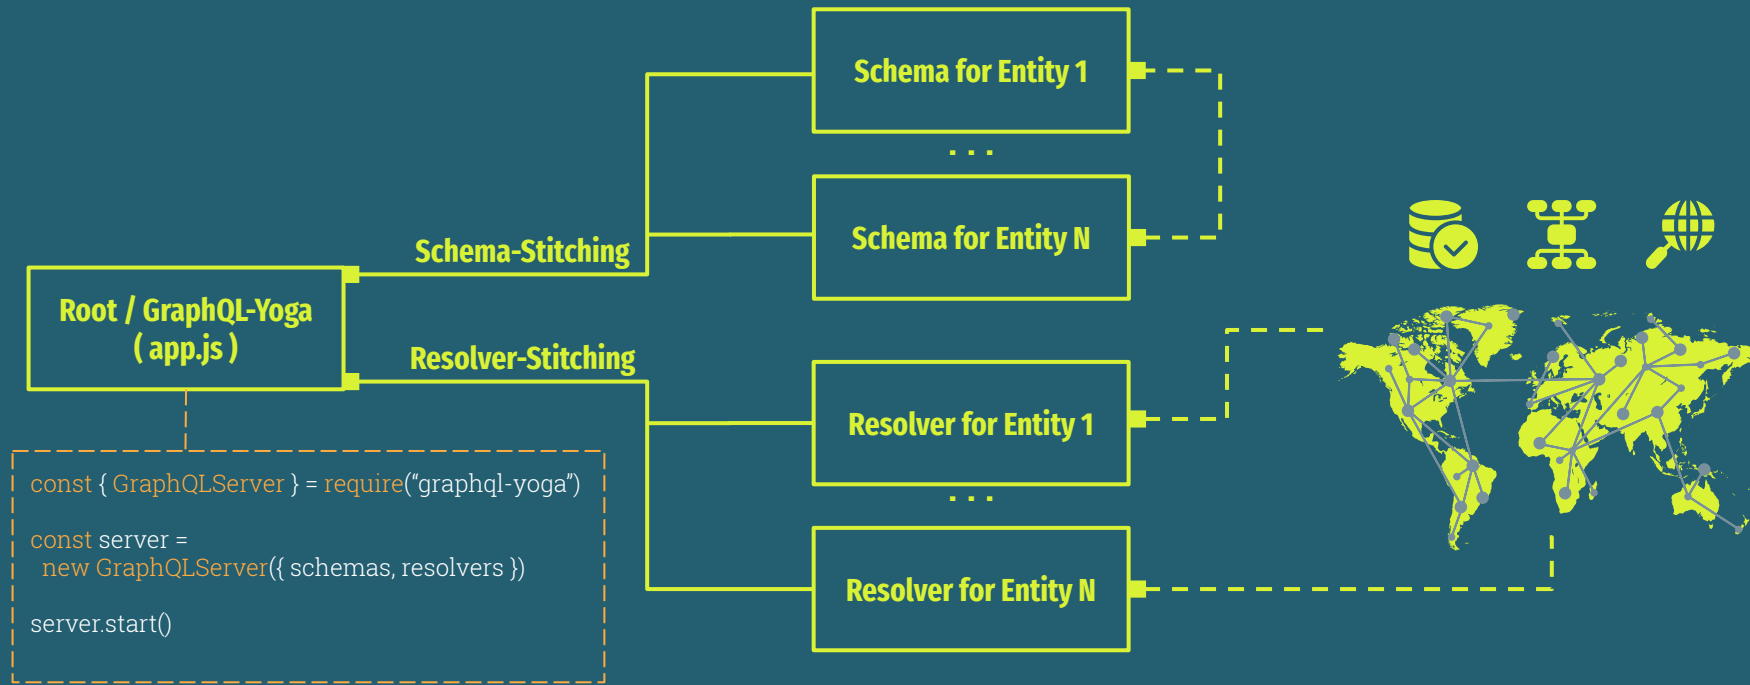 Schema for Entity 1
. . .
Schema for Entity N
Schema-Stitching
Root / GraphQL-Yoga
( app.js )
Resolver-Stitching
Resolver for Entity 1
. . .
Resolver for Entity N
const { GraphQLServer } = require(“graphql-yoga”)
const server =
new GraphQLServer({ schemas, resolvers })
server.start()